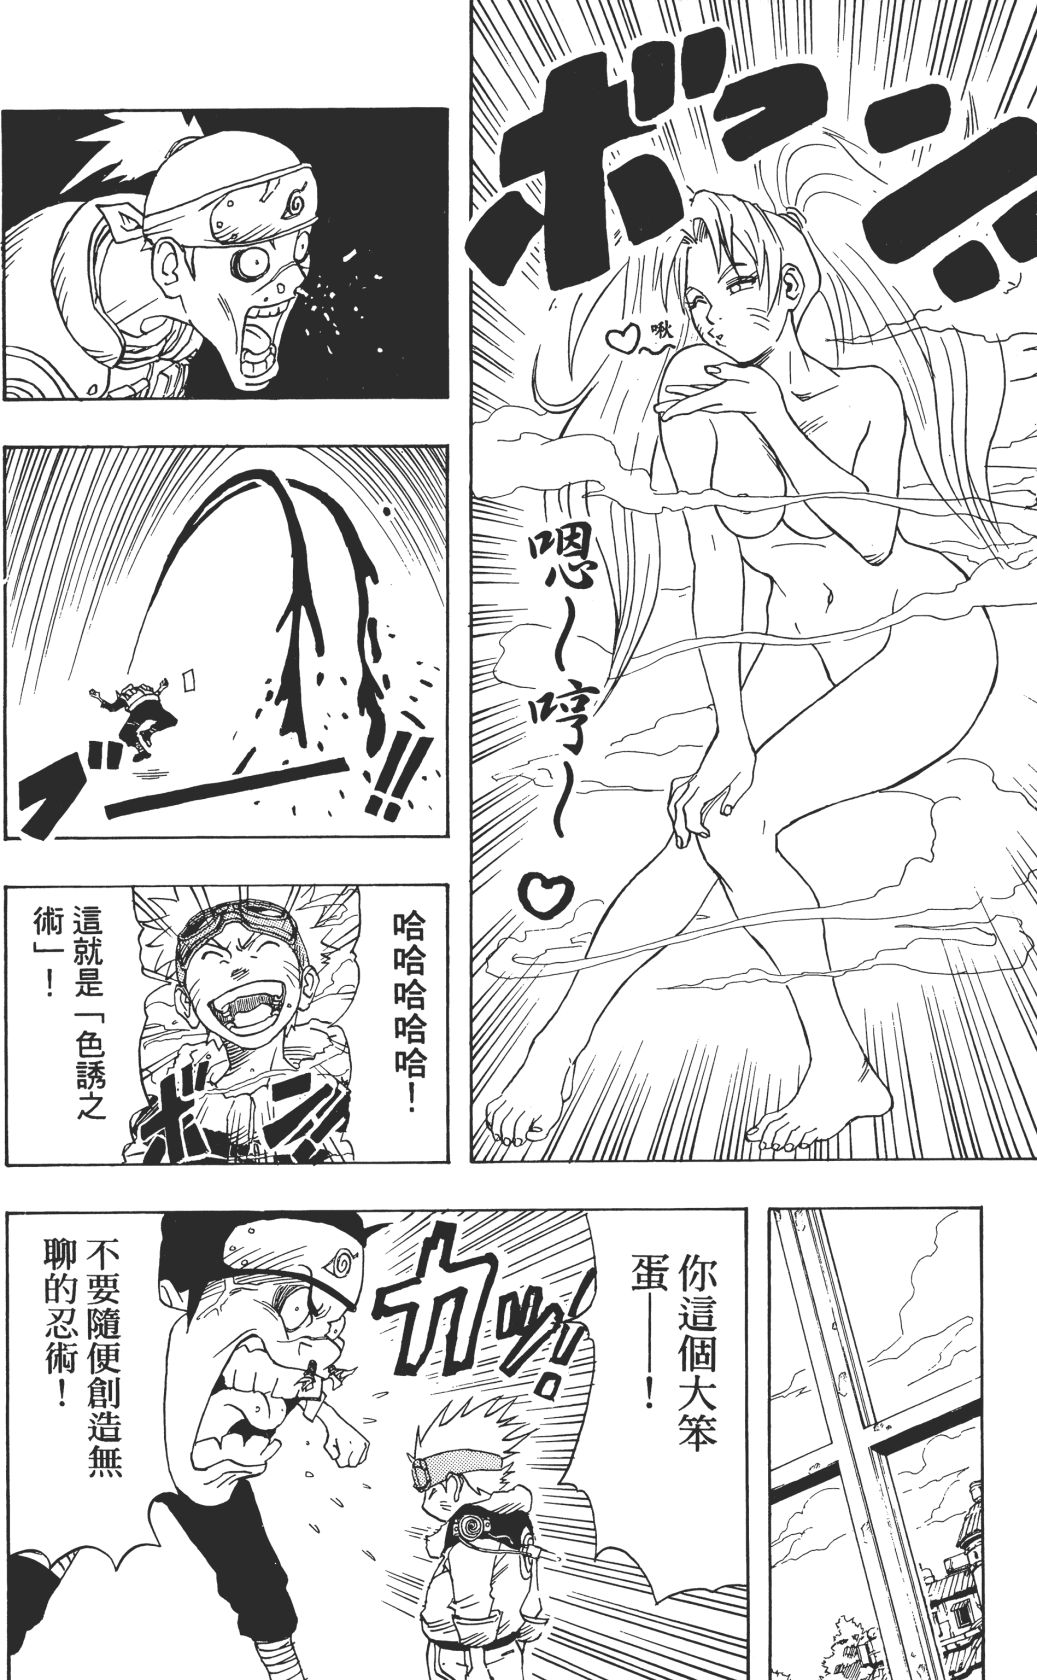 ボーン
啾
嗯～哼～♡
ブーッ!!
哈哈哈哈哈！
這就是「色誘之
術」！
ボーン
你這個大笨
蛋——！
カッ!!
不要隨便創造無
聊的忍術！